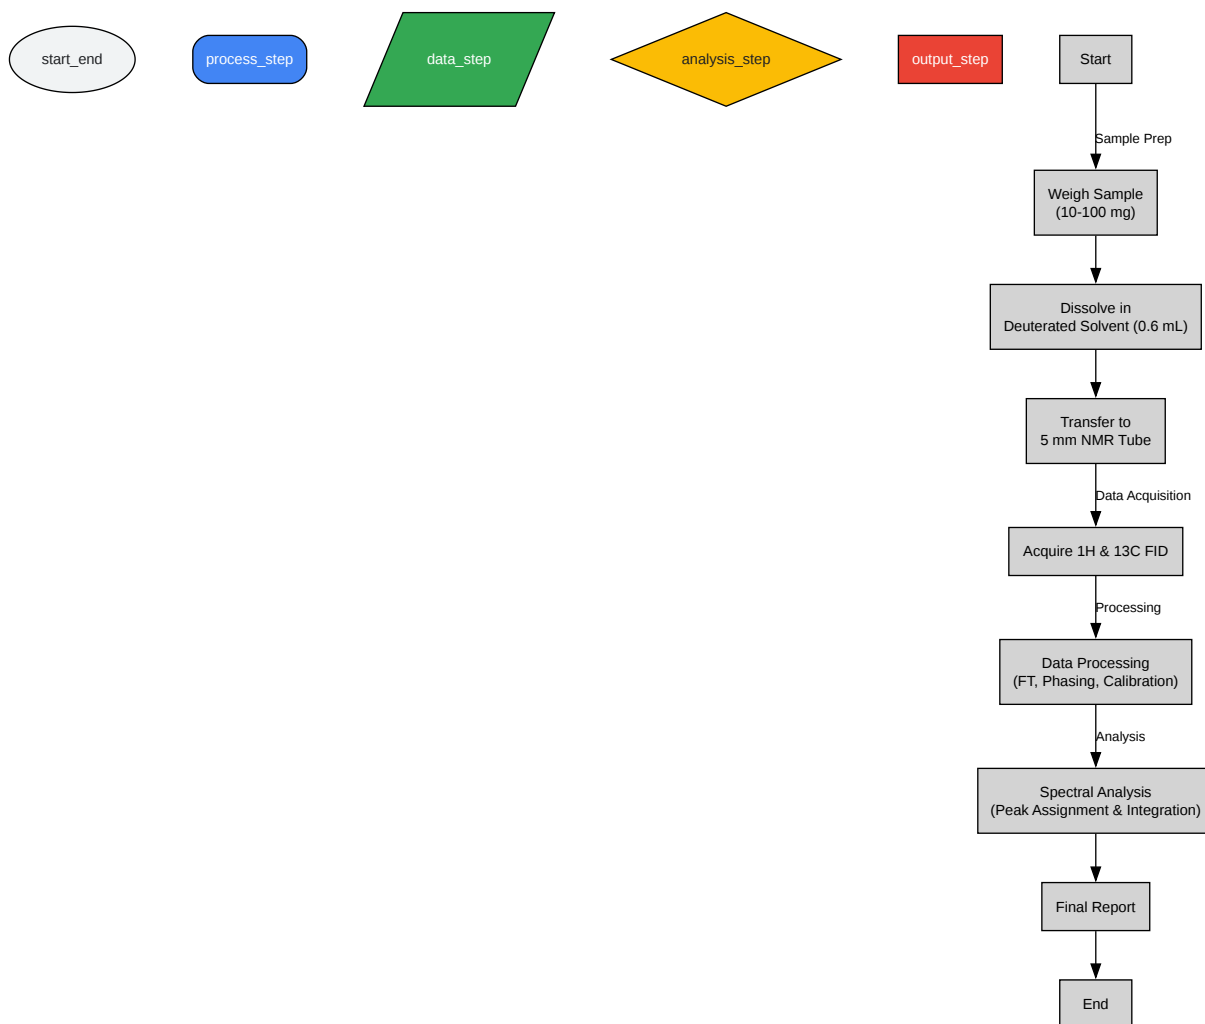 start_end
process_step
data_step
analysis_step
output_step
Start
Sample Prep
Weigh Sample
(10-100 mg)
Dissolve in
Deuterated Solvent (0.6 mL)
Transfer to
5 mm NMR Tube
Data Acquisition
Acquire 1H & 13C FID
Processing
Data Processing
(FT, Phasing, Calibration)
Analysis
Spectral Analysis
(Peak Assignment & Integration)
Final Report
End